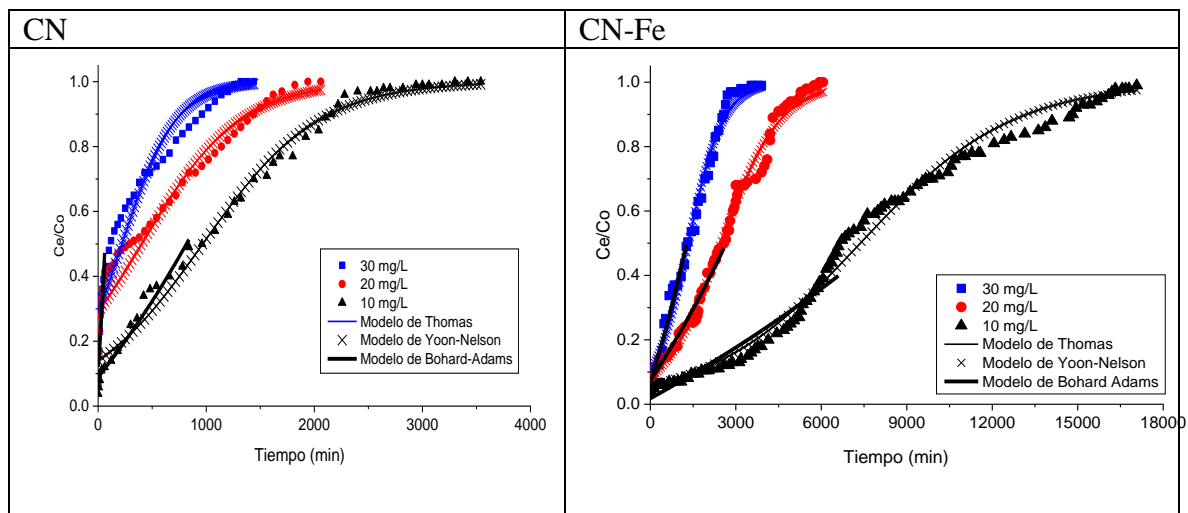 CN
CN-Fe
1.0
0.8
0.6
0.4
0.2
0.0
Ce/Co
0
1000
2000
3000
4000
Tiempo (min)
30 mg/L
20 mg/L
10 mg/L
Modelo de Thomas
Modelo de Yoon-Nelson
Modelo de Bohard-Adams
1.0
0.8
0.6
0.4
0.2
0.0
Ce/Co
0
3000
6000
9000
12000
15000
18000
Tiempo (min)
30 mg/L
20 mg/L
10 mg/L
Modelo de Thomas
Modelo de Yoon-Nelson
Modelo de Bohard Adams